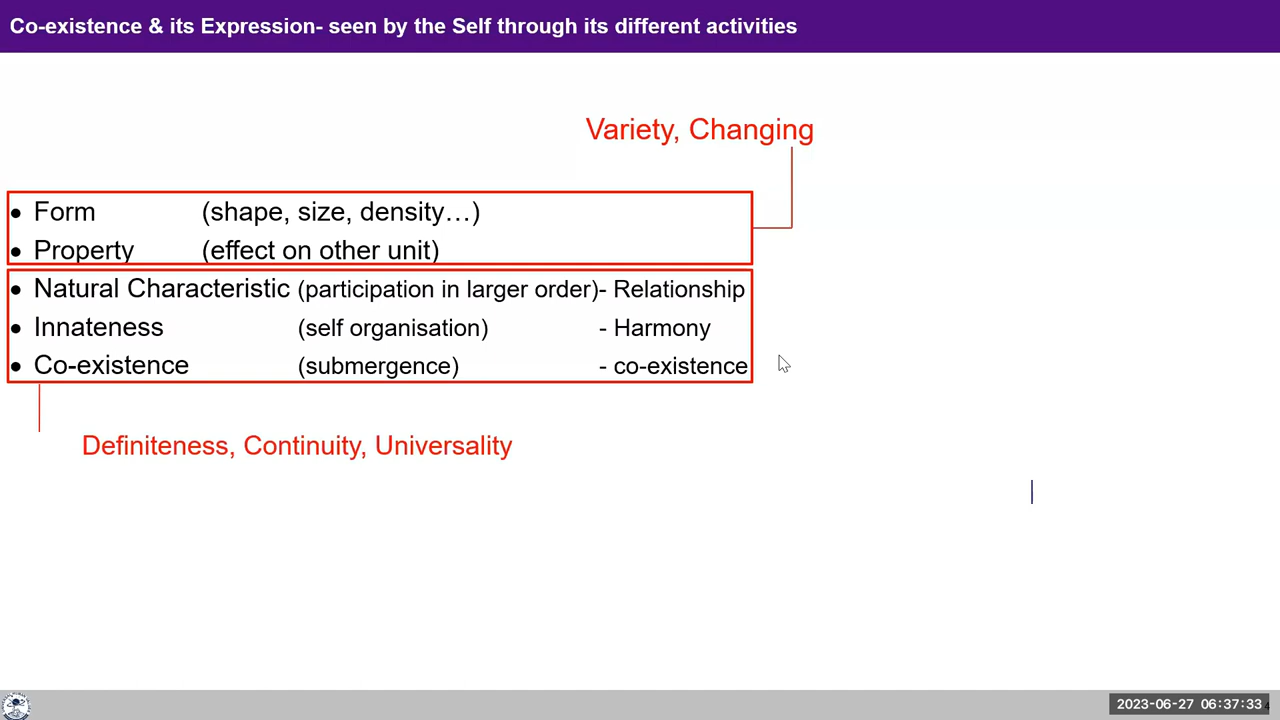 Co-existence & its Expression- seen by the Self through its different activities
Variety, Changing
• Form (shape, size, density…)
• Property (effect on other unit)
• Natural Characteristic (participation in larger order)- Relationship
• Innateness (self organisation) - Harmony
• Co-existence (submergence) - co-existence
Definiteness, Continuity, Universality
2023-06-27 06:37:33